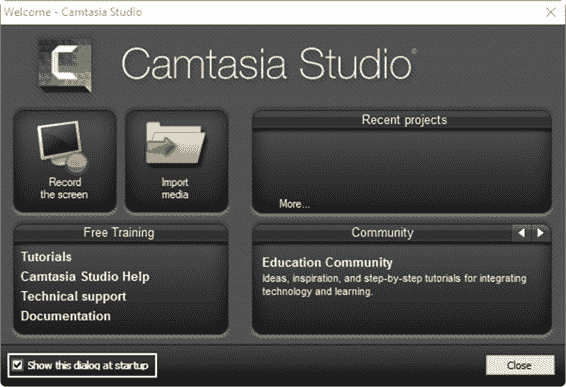 Welcome - Camtasia Studio
Camtasia Studio®
Record
the screen
Import
media
Recent projects
More...
Free Training
Tutorials
Camtasia Studio Help
Technical support
Documentation
Community
Education Community
Ideas, inspiration, and step-by-step tutorials for integrating
technology and learning.
Show this dialog at startup
Close